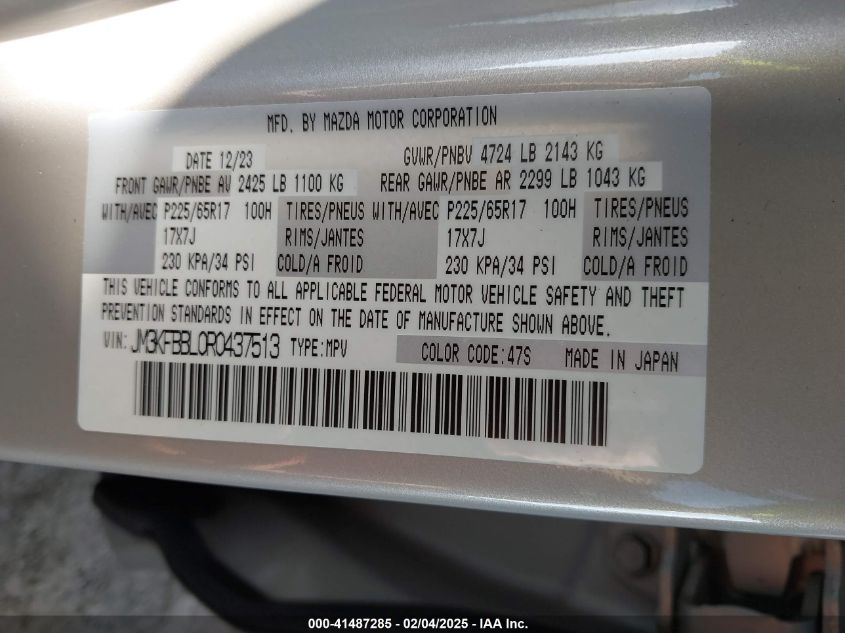 MFD. BY MAZDA MOTOR CORPORATION
DATE 12/23 GVWR/PNBV 4724 LB 2143 KG
FRONT GAWR/PNBE AV 2425 LB 1100 KG REAR GAWR/PNBE AR 2299 LB 1043 KG
WITH/AVEC P225/65R17 100H TIRES/PNEUS WITH/AVEC P225/65R17 100H TIRES/PNEUS
17X7J RIMS/JANTES 17X7J RIMS/JANTES
230 KPA/34 PSI COLD/A FROID 230 KPA/34 PSI COLD/A FROID
THIS VEHICLE CONFORMS TO ALL APPLICABLE FEDERAL MOTOR VEHICLE SAFETY AND THEFT
PREVENTION STANDARDS IN EFFECT ON THE DATE OF MANUFACTURE SHOWN ABOVE.
VIN: JM3KFBBL0R0437513 TYPE:MPV COLOR CODE:47S MADE IN JAPAN
000-41487285 - 02/04/2025 - IAA Inc.